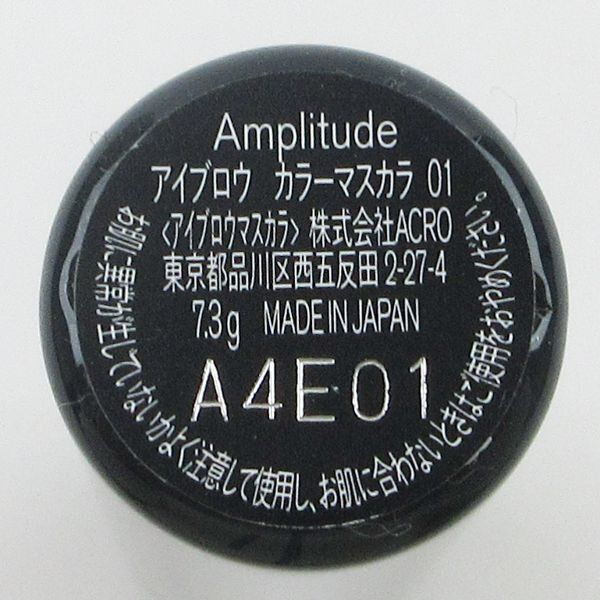 Amplitude
アイブロウ カラーマスカラ 01
〈アイブロウマスカラ〉 株式会社ACRO
東京都品川区西五反田2-27-4
7.3g MADE IN JAPAN
A4E01
お肌に異常が生じていないかよく注意して使用し、お肌に合わないときはご使用をおやめください。